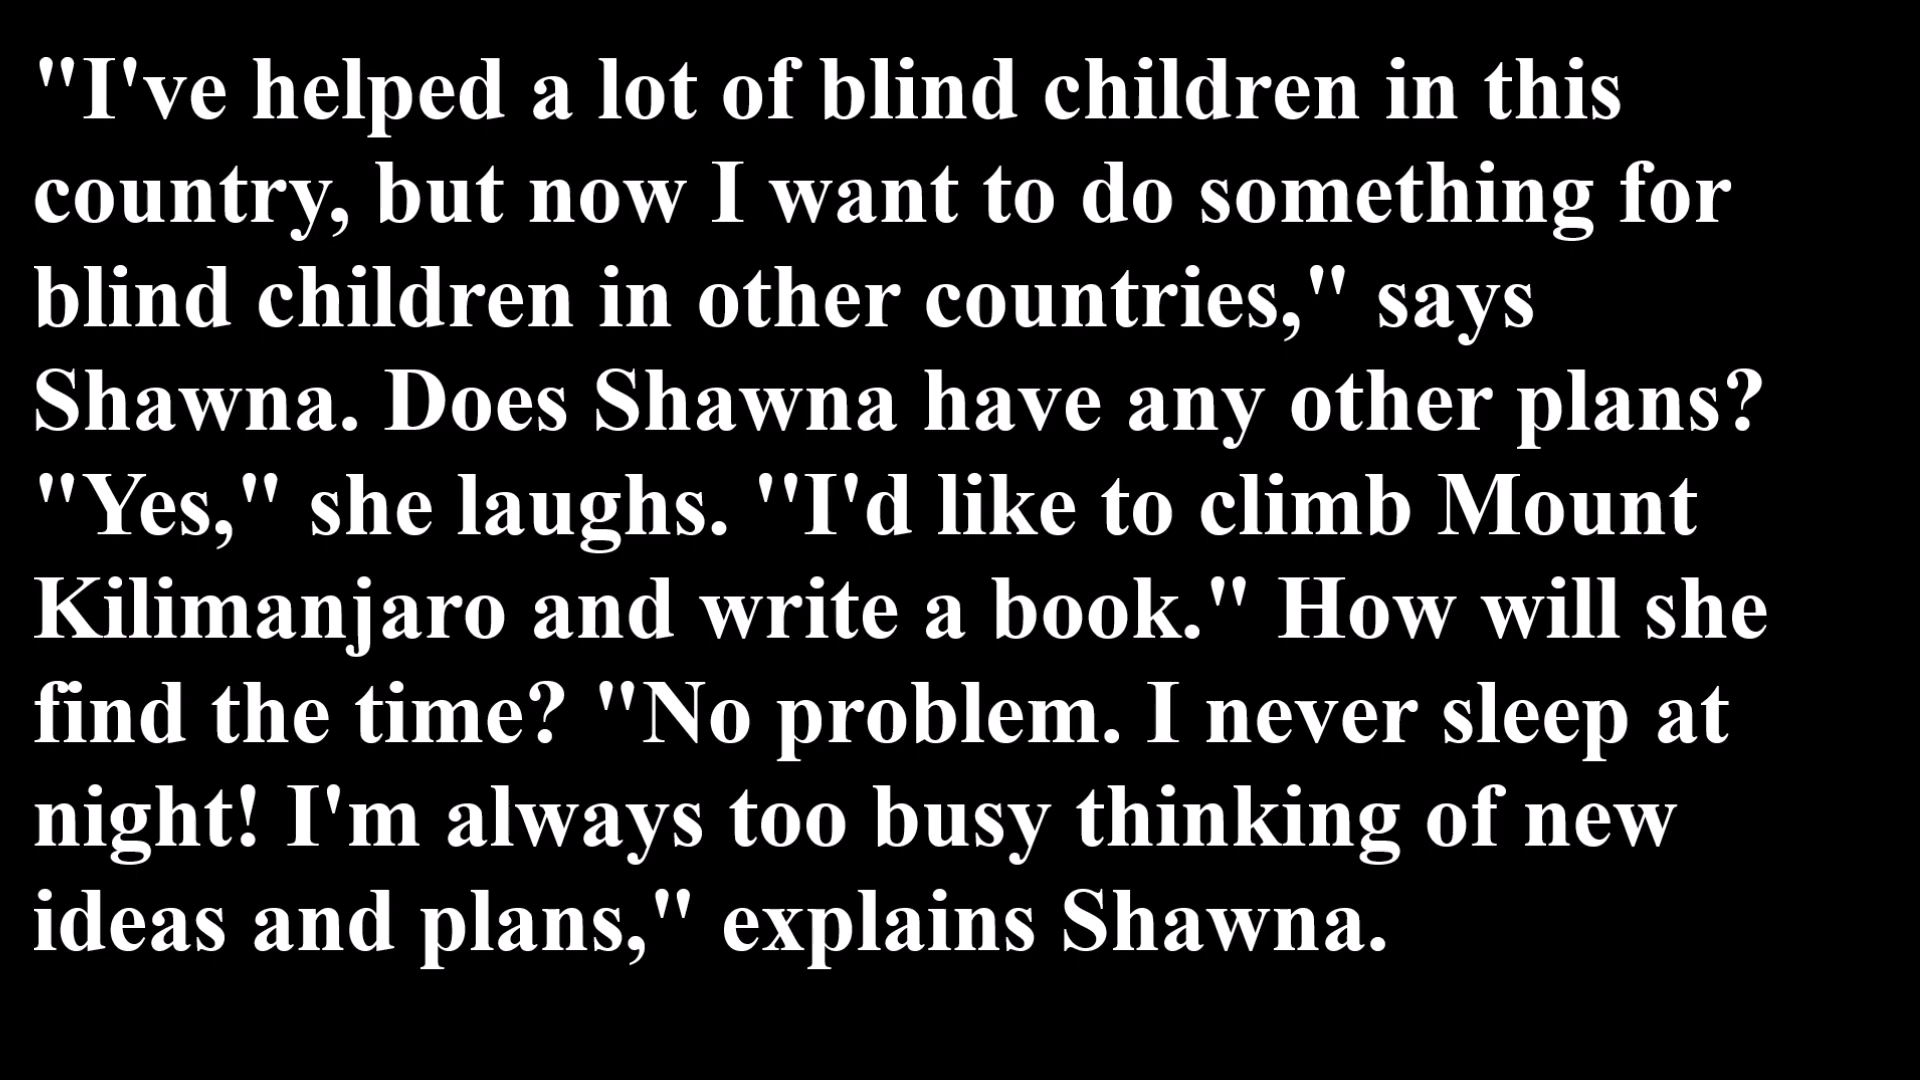 "I've helped a lot of blind children in this
country, but now I want to do something for
blind children in other countries," says
Shawna. Does Shawna have any other plans?
"Yes," she laughs. "I'd like to climb Mount
Kilimanjaro and write a book." How will she
find the time? "No problem. I never sleep at
night! I'm always too busy thinking of new
ideas and plans," explains Shawna.